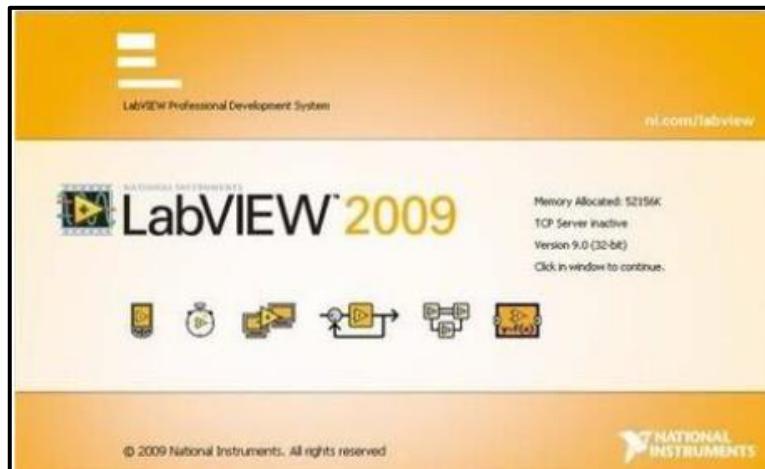 LabVIEW Professional Development System
ni.com/labview
NATIONAL INSTRUMENTS
LabVIEW™ 2009
Memory Allocated: 52156K
TCP Server inactive
Version 9.0 (32-bit)
Click in window to continue.
© 2009 National Instruments. All rights reserved
NATIONAL
INSTRUMENTS